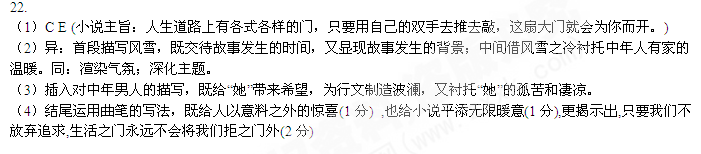 22.
（1）C E (小说主旨：人生道路上有各式各样的门，只要用自己的双手去推去敲，这扇大门就会为你而开。)
（2）异：首段描写风雪，既交待故事发生的时间，又显现故事发生的背景；中间借风雪之冷衬托中年人有家的
温暖。同：渲染气氛；深化主题。
（3）插入对中年男人的描写，既给“她”带来希望，为行文制造波澜，又衬托“她”的孤苦和凄凉。
（4）结尾运用曲笔的写法，既给人以意料之外的惊喜(1 分）,也给小说平添无限暖意(1 分),更揭示出,只要我们不
放弃追求,生活之门永远不会将我们拒之门外(2 分)